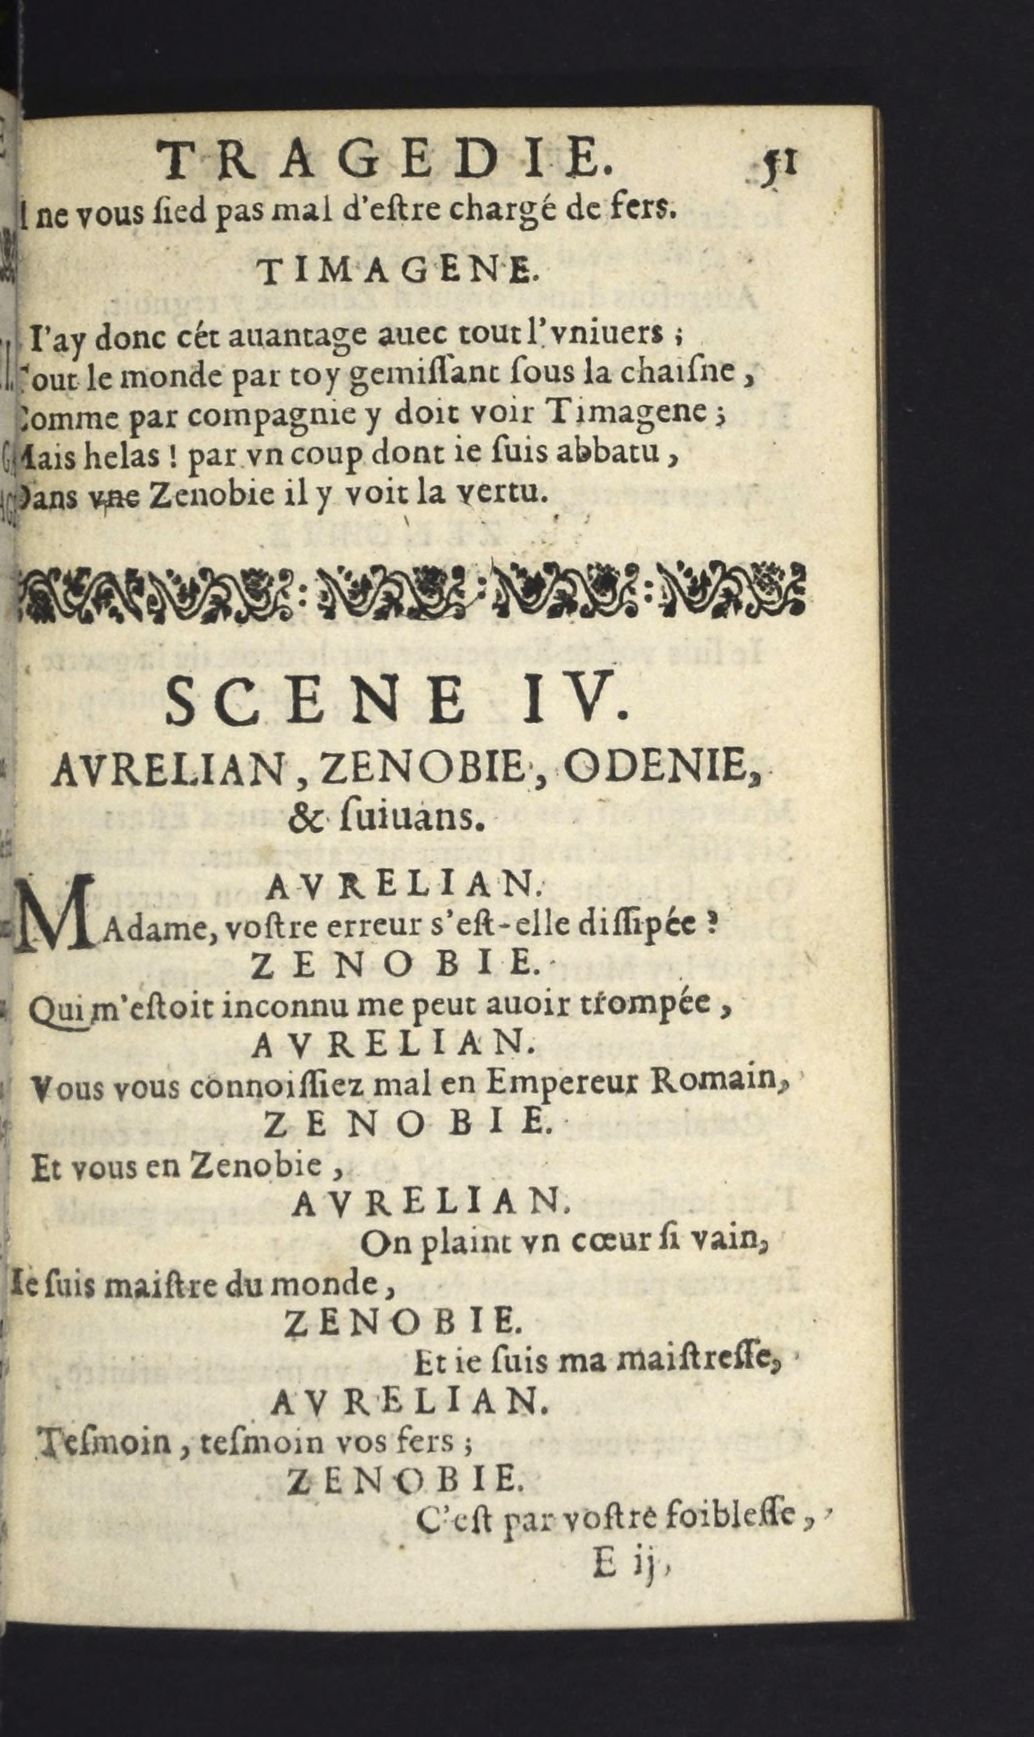 TRAGEDIE. 51
l ne vous ſied pas mal d'eſtre chargé de fers.
TIMAGENE.
I'ay donc cét auantage auec tout l'vniuers ;
Tout le monde par toy gemiſſant ſous la chaiſne ,
Comme par compagnie y doit voir Timagene ;
Mais helas ! par vn coup dont ie ſuis abbatu ,
Dans vne Zenobie il y voit la vertu.
SCENE IV.
AVRELIAN, ZENOBIE, ODENIE,
& ſuiuans.
AVRELIAN.
MAdame, voſtre erreur s'eſt-elle diſſipée ?
ZENOBIE.
Qui m'eſtoit inconnu me peut auoir trompée ,
AVRELIAN.
Vous vous connoiſſiez mal en Empereur Romain,
ZENOBIE.
Et vous en Zenobie ,
AVRELIAN.
On plaint vn cœur ſi vain,
Ie ſuis maiſtre du monde ,
ZENOBIE.
Et ie ſuis ma maiſtreſſe,
AVRELIAN.
Teſmoin , teſmoin vos fers ;
ZENOBIE.
C'eſt par voſtre foibleſſe ,
E ij,